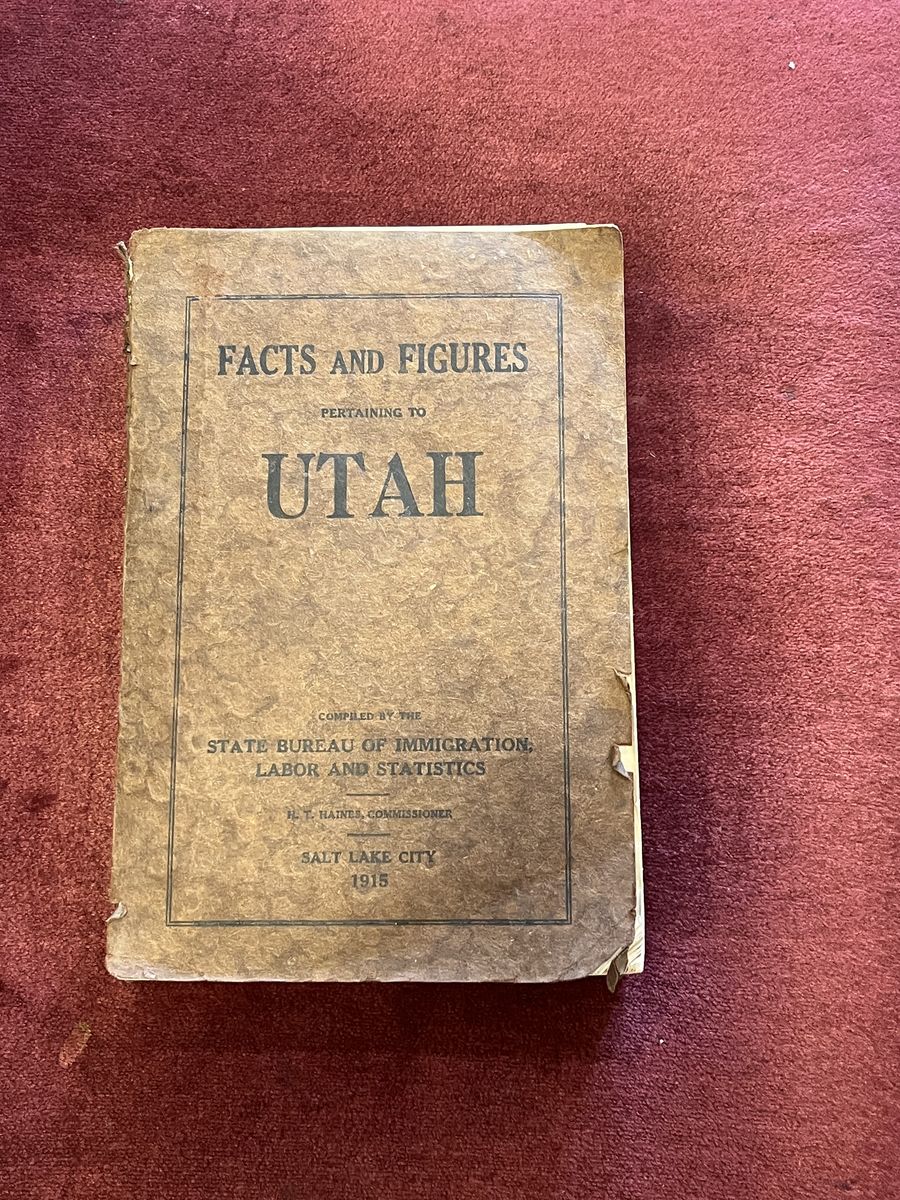 FACTS AND FIGURES
PERTAINING TO
UTAH
COMPILED BY THE
STATE BUREAU OF IMMIGRATION,
LABOR AND STATISTICS
H. T. HAINES, COMMISSIONER
SALT LAKE CITY
1915